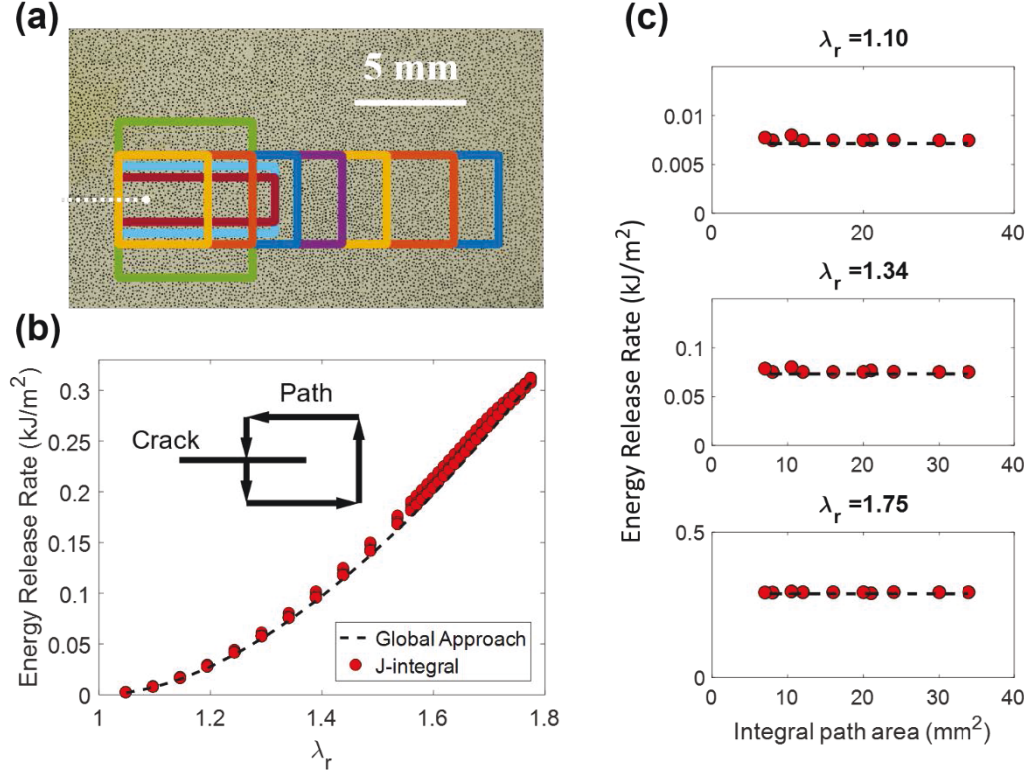 (a)
5 mm
(b)
Energy Release Rate (kJ/m²)
0.3
0.25
0.2
0.15
0.1
0.05
0
Path
Crack
Global Approach
J-integral
1 1.2 1.4 1.6 1.8
λr
(c)
Energy Release Rate (kJ/m²)
λr =1.10
0.01
0.005
0
0 20 40
λr =1.34
0.1
0.05
0
0 10 20 30 40
λr =1.75
0.5
0
0 10 20 30 40
Integral path area (mm²)